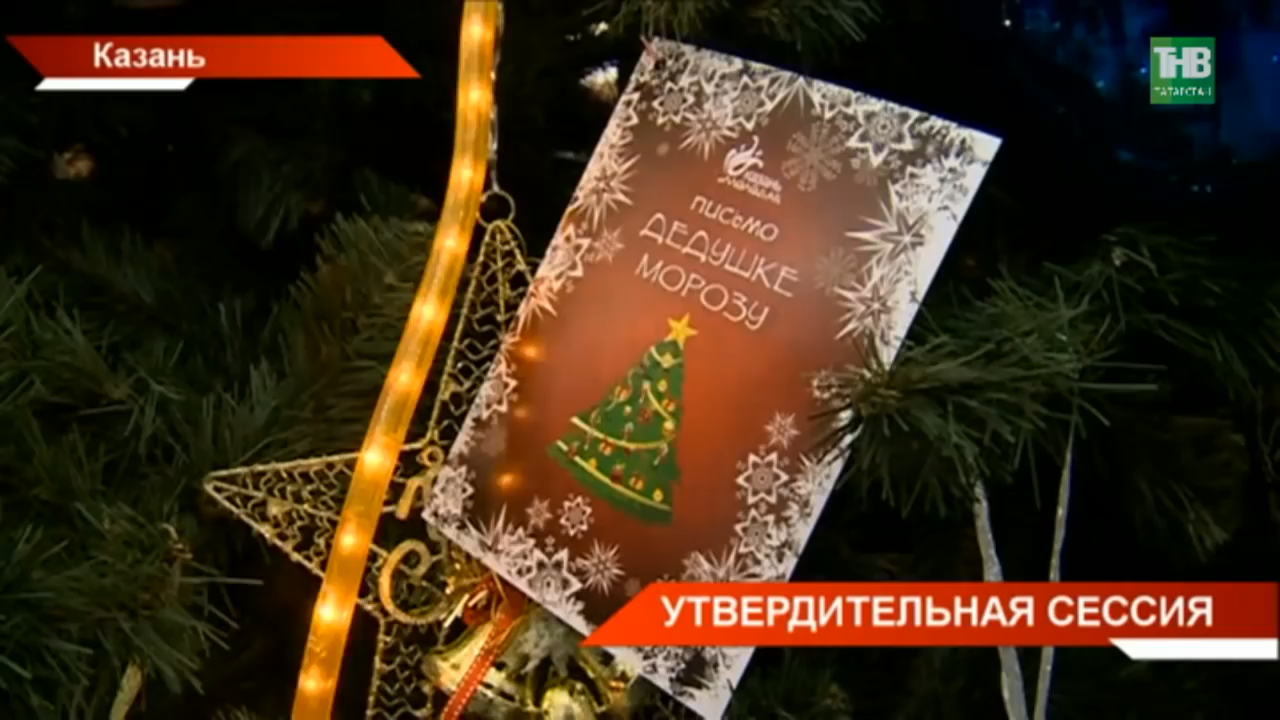 Казань
ТНВ
ТАТАРСТАН
письмо
ДЕДУШКЕ
МОРОЗУ
УТВЕРДИТЕЛЬНАЯ СЕССИЯ